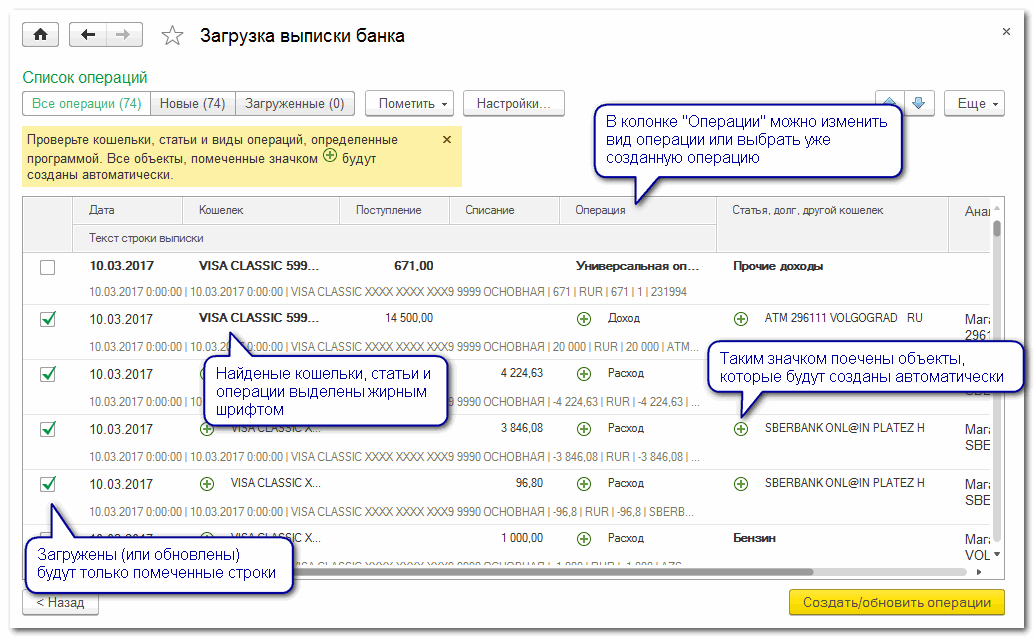 Загрузка выписки банка
Список операций
Все операции (74) Новые (74) Загруженные (0) Пометить Настройки... Еще
Проверьте кошельки, статьи и виды операций, определенные
программой. Все объекты, помеченные значком будут
созданы автоматически.
В колонке "Операции" можно изменить
вид операции или выбрать уже
созданную операцию
Дата Кошелек Поступление Списание Операция Статья, долг, другой кошелек
Текст строки выписки
10.03.2017 VISA CLASSIC 599... 671,00 Универсальная оп... Прочие доходы
10.03.2017 0:00:00 | 10.03.2017 0:00:00 | VISA CLASSIC XXXX XXXX XXX9 9999 ОСНОВНАЯ | 671 | RUR | 671 | 1 | 231994
10.03.2017 VISA CLASSIC 599... 14 500,00 Доход ATM 296111 VOLGOGRAD RU Мага
10.03.2017 0:00:00 | 10.03.2017 0:00:00 | VISA CLASSIC XXXX XXXX XXX9 9999 ОСНОВНАЯ | 20 000 | RUR | 20 000 | ATM... 2961
Найденые кошельки, статьи и
операции выделены жирным
шрифтом
Таким значком поечены объекты,
которые будут созданы автоматически
10.03.2017 4 224,63 Расход
10.03.2017 0:00:00 ОСНОВНАЯ | -4 224,63 | RUR | -4 224,63 | ...
10.03.2017 VISA CLASSIC X... 3 846,08 Расход SBERBANK ONL@IN PLATEZ H Мага
10.03.2017 0:00:00 | 10.03.2017 0:00:00 | VISA CLASSIC XXXX XXXX XXX9 9990 ОСНОВНАЯ | -3 846,08 | RUR | -3 846,08 | ... SBE
10.03.2017 VISA CLASSIC X... 96,80 Расход SBERBANK ONL@IN PLATEZ H Мага
10.03.2017 0:00:00 | 10.03.2017 0:00:00 | VISA CLASSIC XXXX XXXX XXX9 9990 ОСНОВНАЯ | -96,8 | RUR | -96,8 | SBERB... SBE
1 000,00 Расход Бензин Мага
VOL
Загружены (или обновлены)
будут только помеченные строки
< Назад Создать/обновить операции